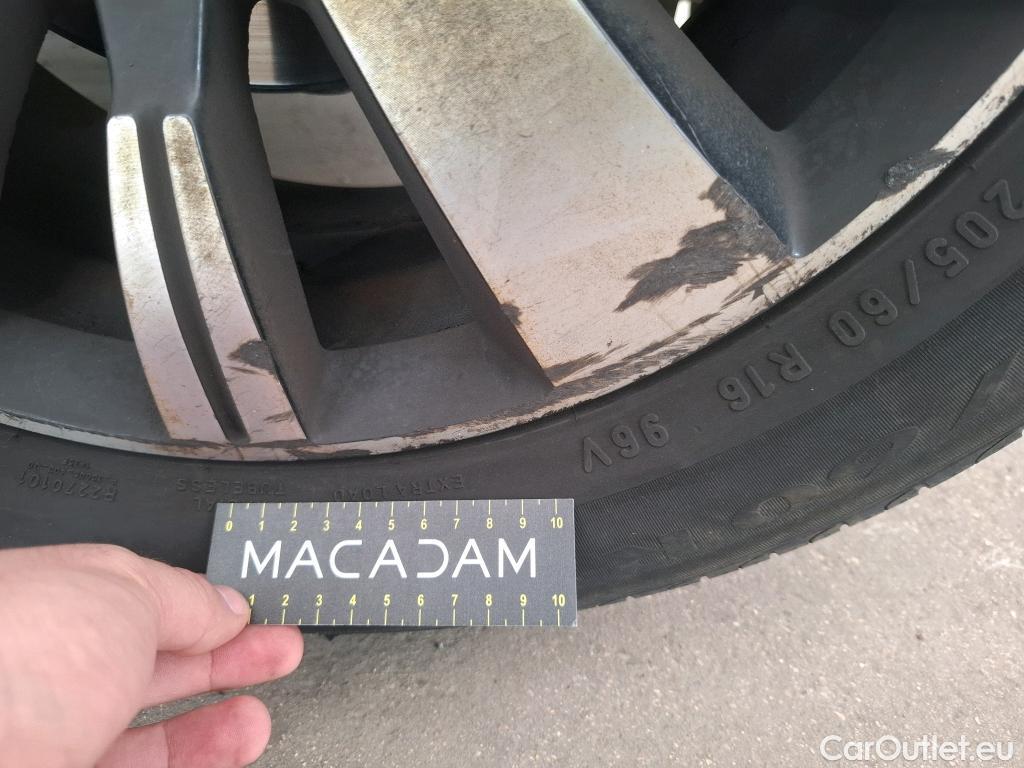 205/60 R16 96V
EXTRA LOAD
TUBELESS
0 1 2 3 4 5 6 7 8 9 10
MACADAM
1 2 3 4 5 6 7 8 9 10
CarOutlet.eu